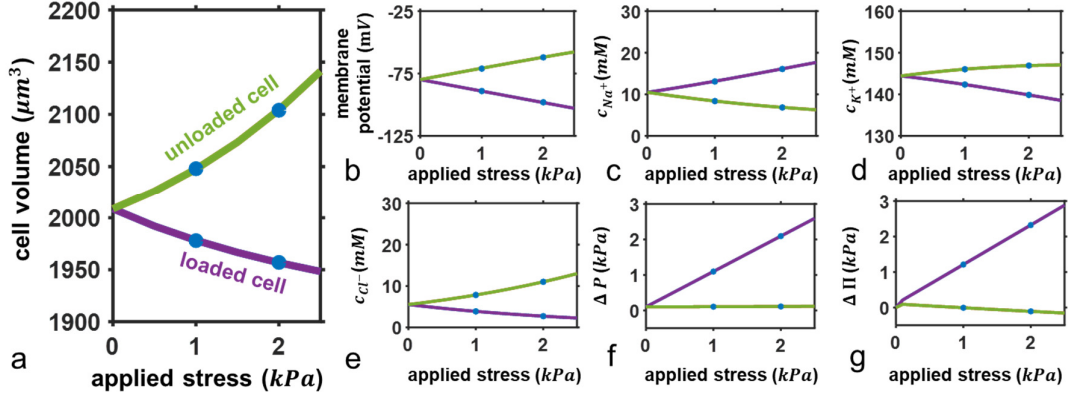 2200
2150
2100
2050
2000
1950
1900
cell volume (μm³)
unloaded cell
loaded cell
0 1 2
applied stress (kPa)
a
-25
-75
-125
membrane
potential (mV)
0 1 2
applied stress (kPa)
b
30
20
10
0
c_Na⁺ (mM)
0 1 2
applied stress (kPa)
c
160
150
140
130
c_K⁺(mM)
0 1 2
applied stress (kPa)
d
30
20
10
0
c_Cl⁻(mM)
0 1 2
applied stress (kPa)
e
3
2
1
0
Δ P (kPa)
0 1 2
applied stress (kPa)
f
3
2
1
0
Δ Π (kPa)
0 1 2
applied stress (kPa)
g